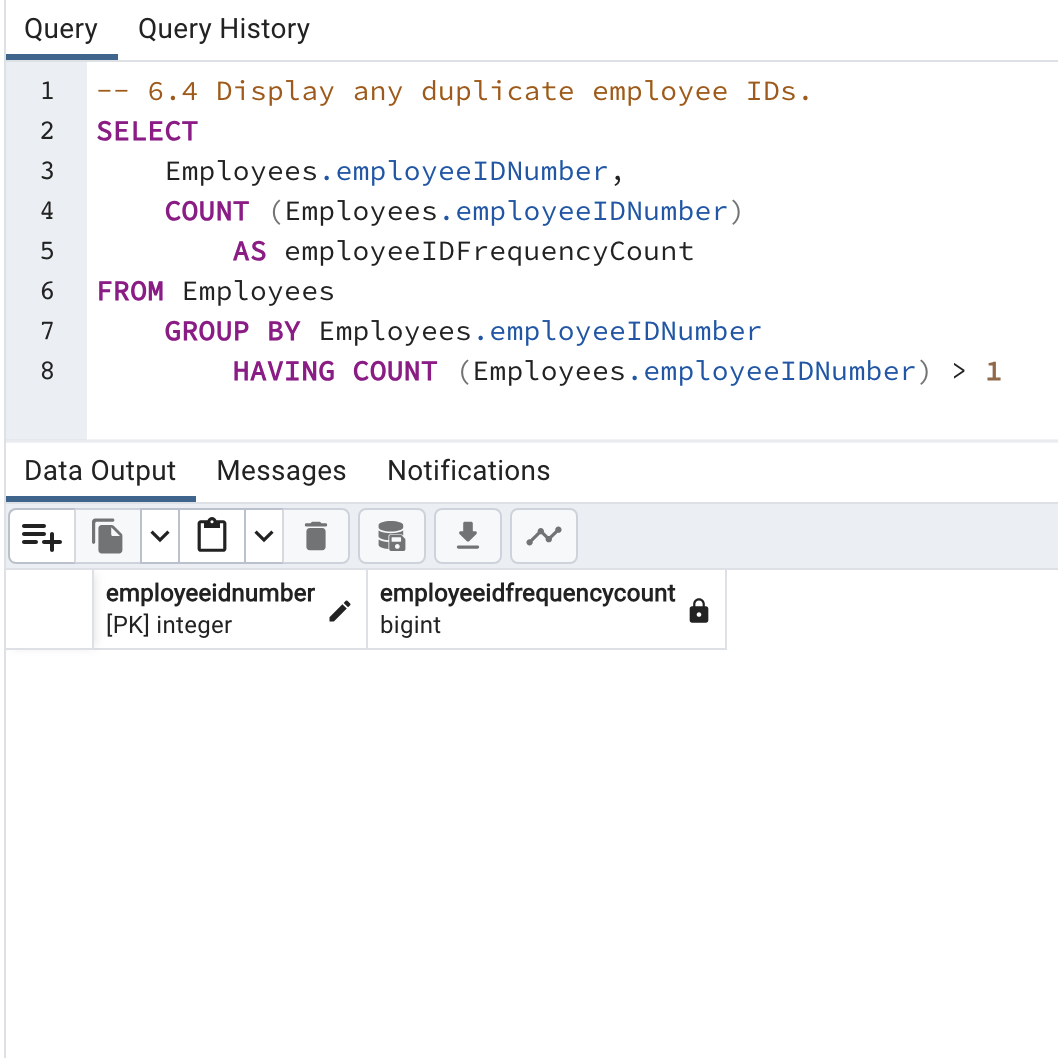 Query Query History
1 -- 6.4 Display any duplicate employee IDs.
2 SELECT
3 Employees.employeeIDNumber,
4 COUNT (Employees.employeeIDNumber)
5 AS employeeIDFrequencyCount
6 FROM Employees
7 GROUP BY Employees.employeeIDNumber
8 HAVING COUNT (Employees.employeeIDNumber) > 1
Data Output Messages Notifications
employeeidnumber employeeidfrequencycount
[PK] integer bigint